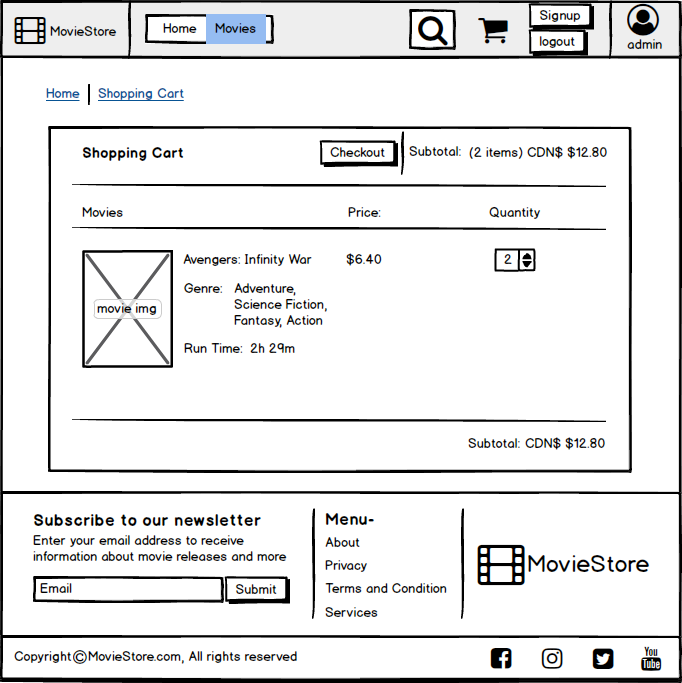 MovieStore
Home Movies
Signup
logout
admin
Home Shopping Cart
Shopping Cart Checkout Subtotal: (2 items) CDN$ $12.80
Movies Price: Quantity
movie img
Avengers: Infinity War $6.40 2
Genre: Adventure,
Science Fiction,
Fantasy, Action
Run Time: 2h 29m
Subtotal: CDN$ $12.80
Subscribe to our newsletter
Enter your email address to receive
information about movie releases and more
Email Submit
Menu-
About
Privacy
Terms and Condition
Services
MovieStore
Copyright©MovieStore.com, All rights reserved
You
Tube